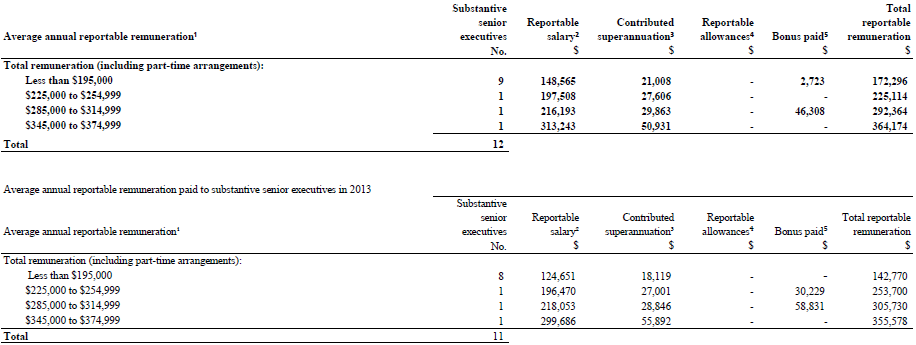 Substantive Total
senior Reportable Contributed Reportable reportable
Average annual reportable remuneration¹ executives salary² superannuation³ allowances⁴ Bonus paid⁵ remuneration
No. $ $ $ $ $
Total remuneration (including part-time arrangements):
Less than $195,000 9 148,565 21,008 - 2,723 172,296
$225,000 to $254,999 1 197,508 27,606 - - 225,114
$285,000 to $314,999 1 216,193 29,863 - 46,308 292,364
$345,000 to $374,999 1 313,243 50,931 - - 364,174
Total 12
Average annual reportable remuneration paid to substantive senior executives in 2013
Substantive
senior Reportable Contributed Reportable Total reportable
Average annual reportable remuneration¹ executives salary² superannuation³ allowances⁴ Bonus paid⁵ remuneration
No. $ $ $ $ $
Total remuneration (including part-time arrangements):
Less than $195,000 8 124,651 18,119 - - 142,770
$225,000 to $254,999 1 196,470 27,001 - 30,229 253,700
$285,000 to $314,999 1 218,053 28,846 - 58,831 305,730
$345,000 to $374,999 1 299,686 55,892 - - 355,578
Total 11